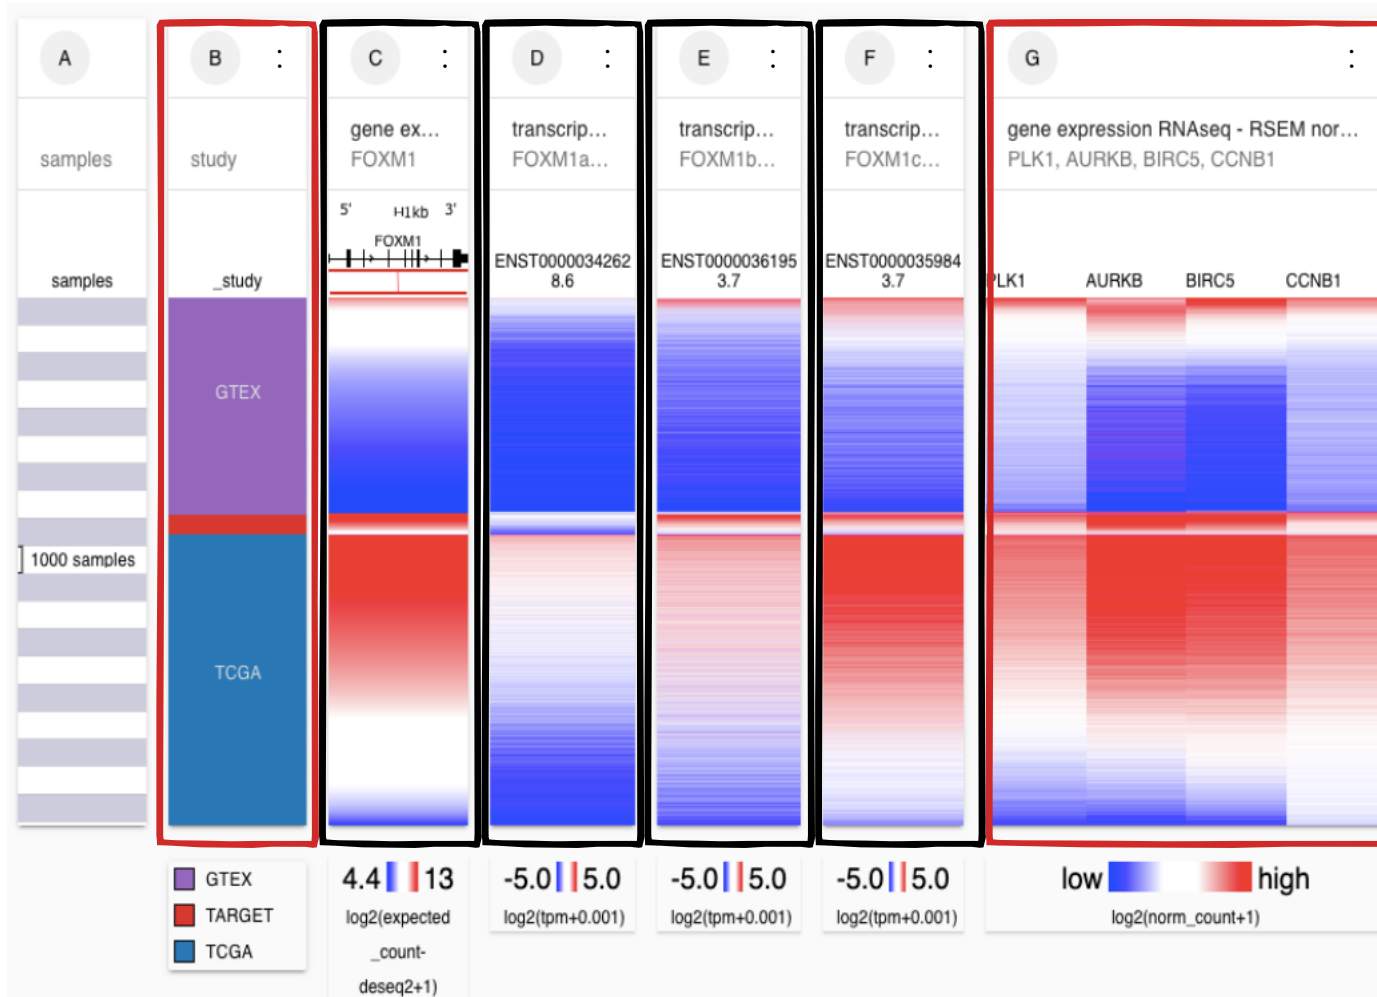 A
B
C
D
E
F
G
samples
study
gene ex...
FOXM1
transcrip...
FOXM1a...
transcrip...
FOXM1b...
transcrip...
FOXM1c...
gene expression RNAseq - RSEM nor...
PLK1, AURKB, BIRC5, CCNB1
samples
_study
5' H1kb 3'
FOXM1
ENST0000034262
8.6
ENST0000036195
3.7
ENST0000035984
3.7
PLK1
AURKB
BIRC5
CCNB1
GTEX
1000 samples
TCGA
GTEX
TARGET
TCGA
4.4 13
log2(expected
_count-
deseq2+1)
-5.0 5.0
log2(tpm+0.001)
-5.0 5.0
log2(tpm+0.001)
-5.0 5.0
log2(tpm+0.001)
low high
log2(norm_count+1)